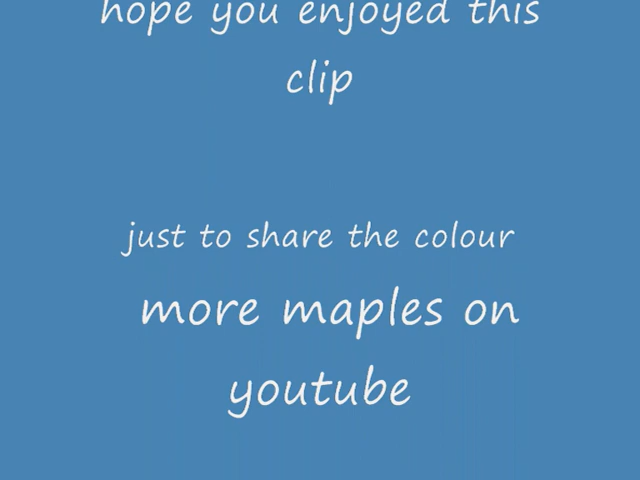 hope you enjoyed this
clip
just to share the colour
more maples on
youtube